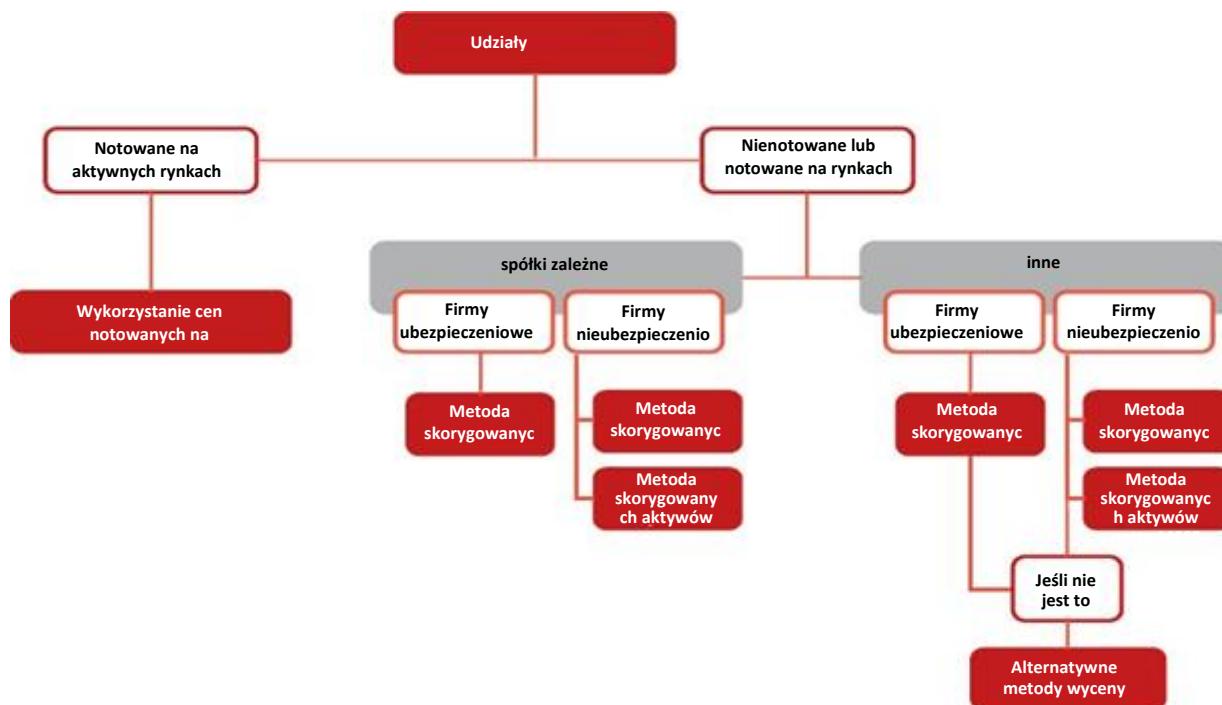 Udziały
Notowane na
aktywnych rynkach
Nienotowane lub
notowane na rynkach
Wykorzystanie cen
notowanych na
spółki zależne
Firmy
ubezpieczeniowe
Firmy
nieubezpieczenio
Metoda
skorygowanyc
Metoda
skorygowanyc
Metoda
skorygowany
ch aktywów
inne
Firmy
ubezpieczeniowe
Firmy
nieubezpieczenio
Metoda
skorygowanyc
Metoda
skorygowanyc
Metoda
skorygowanyc
h aktywów
Jeśli nie
jest to
Alternatywne
metody wyceny